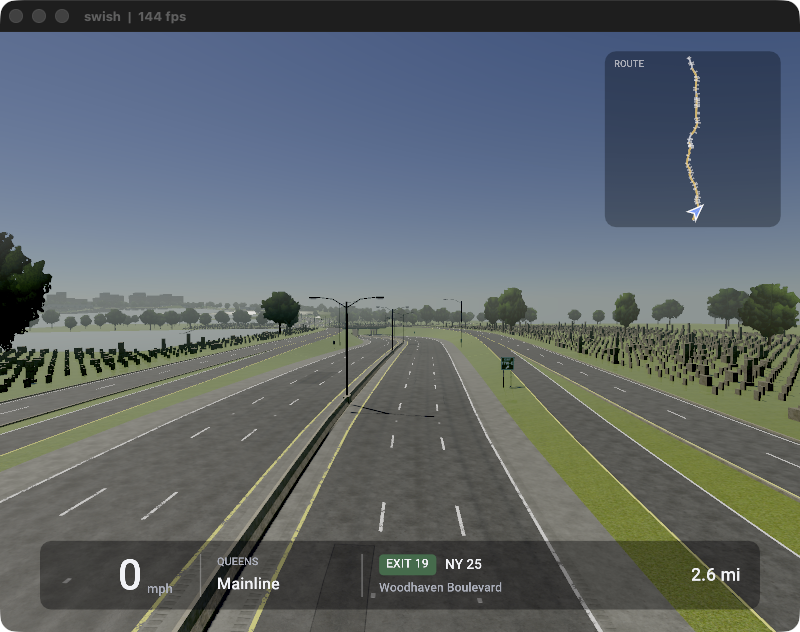 swish | 144 fps
ROUTE
0 mph
QUEENS
Mainline
EXIT 19 NY 25
Woodhaven Boulevard
2.6 mi